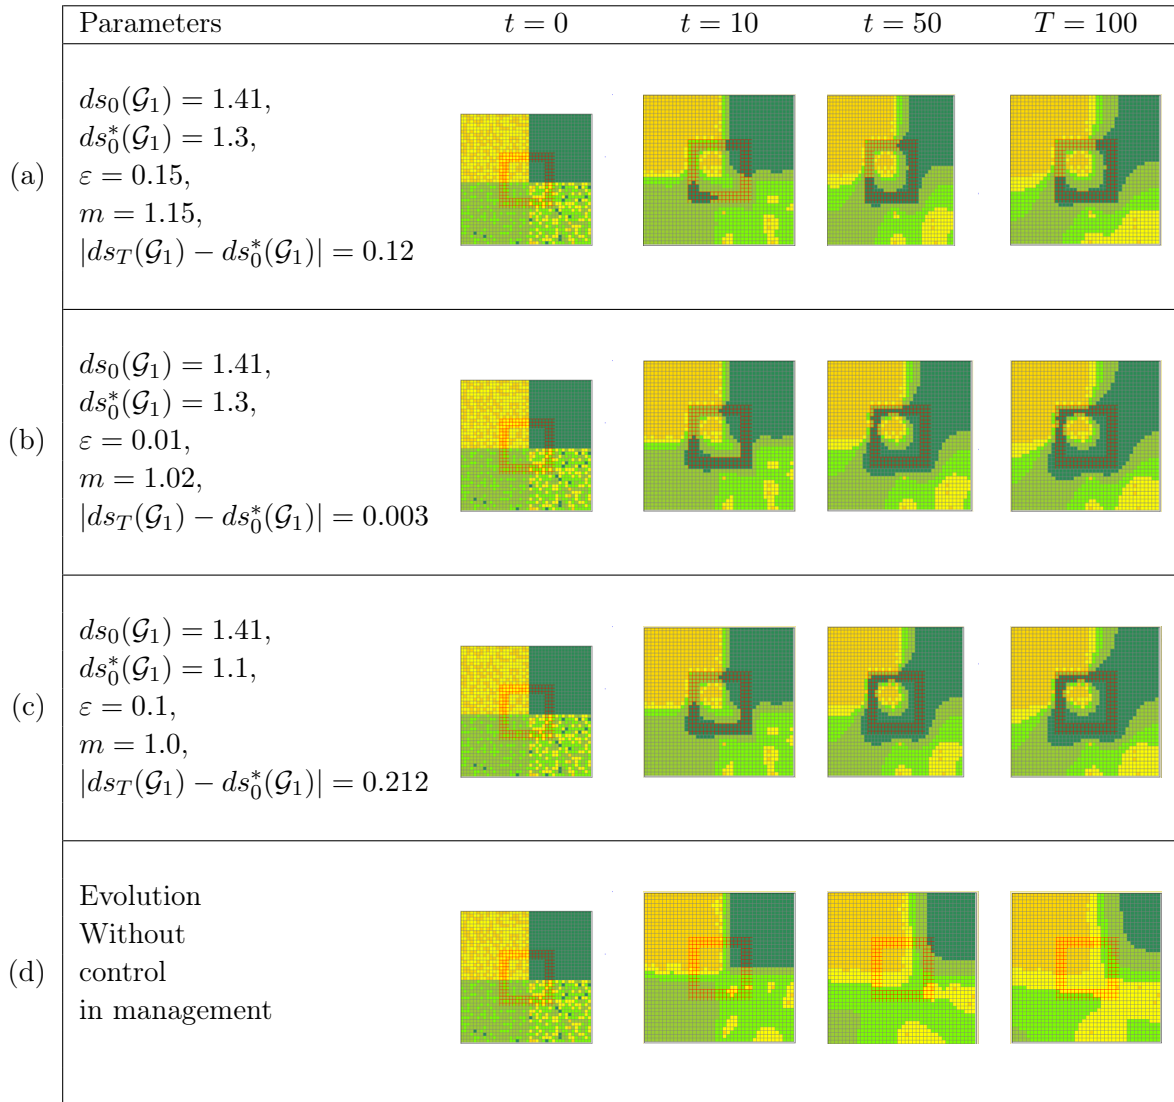 Parameters t = 0 t = 10 t = 50 T = 100
(a)
ds₀(𝒢₁) = 1.41,
ds₀*(𝒢₁) = 1.3,
ε = 0.15,
m = 1.15,
|ds_T(𝒢₁) − ds₀*(𝒢₁)| = 0.12
(b)
ds₀(𝒢₁) = 1.41,
ds₀*(𝒢₁) = 1.3,
ε = 0.01,
m = 1.02,
|ds_T(𝒢₁) − ds₀*(𝒢₁)| = 0.003
(c)
ds₀(𝒢₁) = 1.41,
ds₀*(𝒢₁) = 1.1,
ε = 0.1,
m = 1.0,
|ds_T(𝒢₁) − ds₀*(𝒢₁)| = 0.212
(d)
Evolution
Without
control
in management